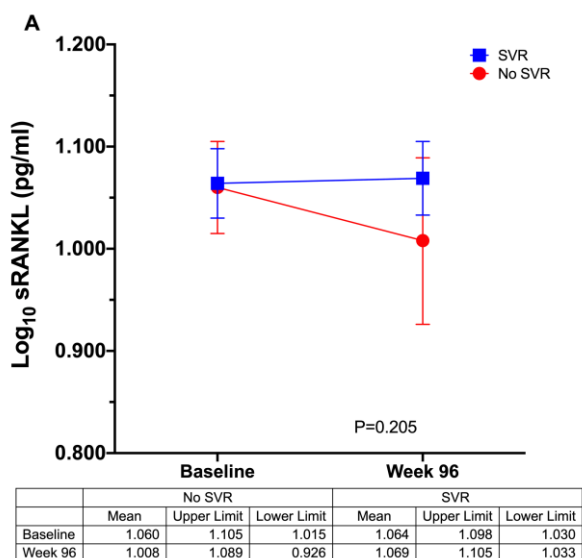 A
1.200
SVR
No SVR
1.100
1.000
0.900
0.800
Log10 sRANKL (pg/ml)
P=0.205
Baseline Week 96
No SVR SVR
Mean Upper Limit Lower Limit Mean Upper Limit Lower Limit
Baseline 1.060 1.105 1.015 1.064 1.098 1.030
Week 96 1.008 1.089 0.926 1.069 1.105 1.033